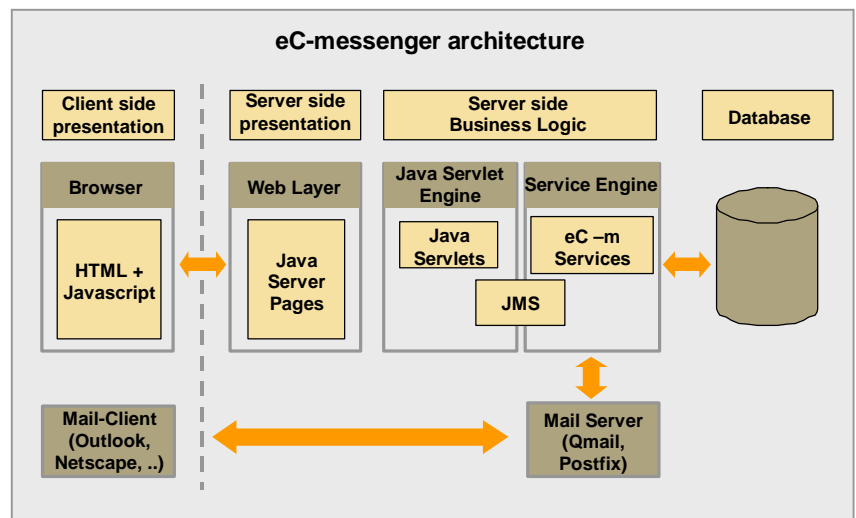 eC-messenger architecture
Client side
presentation
Server side
presentation
Server side
Business Logic
Database
Browser
Web Layer
Java Servlet
Engine
Service Engine
HTML +
Javascript
Java
Server
Pages
Java
Servlets
eC –m
Services
JMS
Mail-Client
(Outlook,
Netscape, ..)
Mail Server
(Qmail,
Postfix)